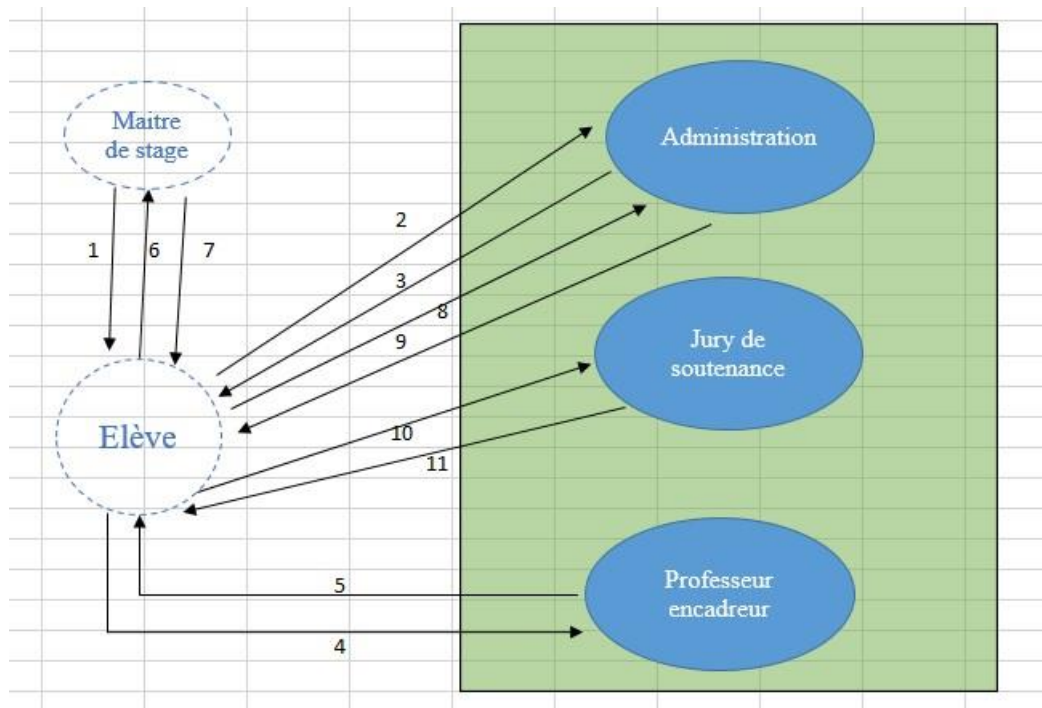 Maitre
de stage
Administration
1
6
7
2
3
8
9
Jury de
soutenance
Elève
10
11
Professeur
encadreur
5
4